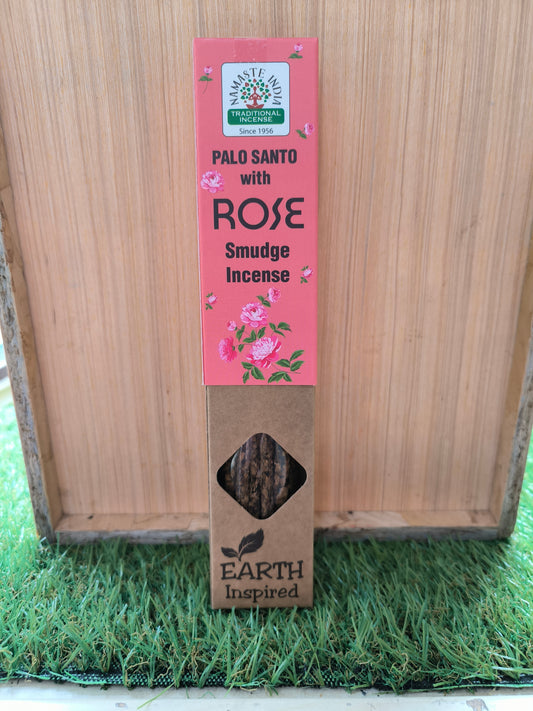 NAMASTE INDIA
TRADITIONAL
INCENSE
Since 1956
PALO SANTO
with
ROSE
Smudge
Incense
EARTH
Inspired